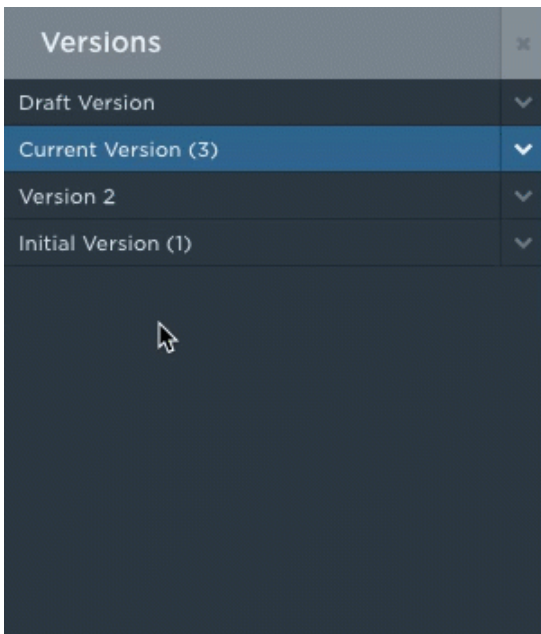 Versions
Draft Version
Current Version (3)
Version 2
Initial Version (1)